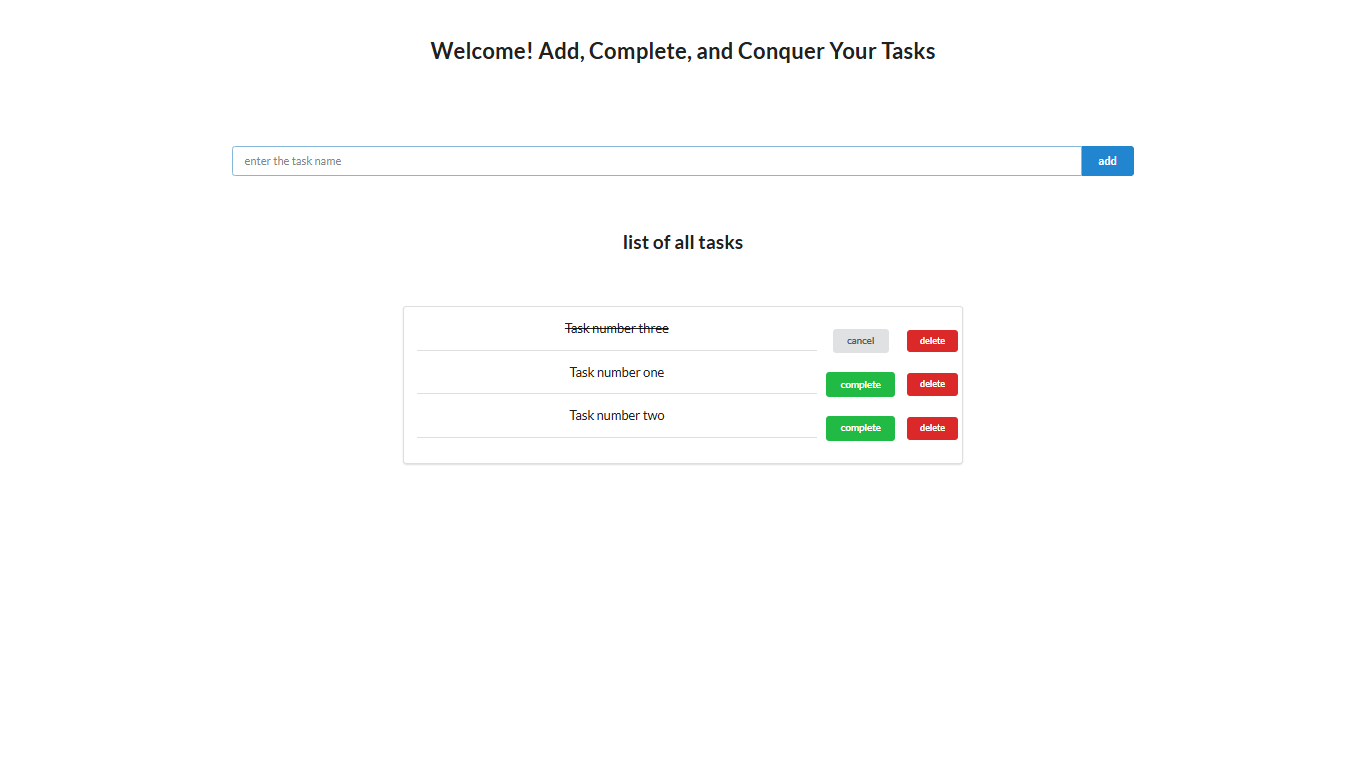 Welcome! Add, Complete, and Conquer Your Tasks
enter the task name add
list of all tasks
Task number three cancel delete
Task number one complete delete
Task number two complete delete